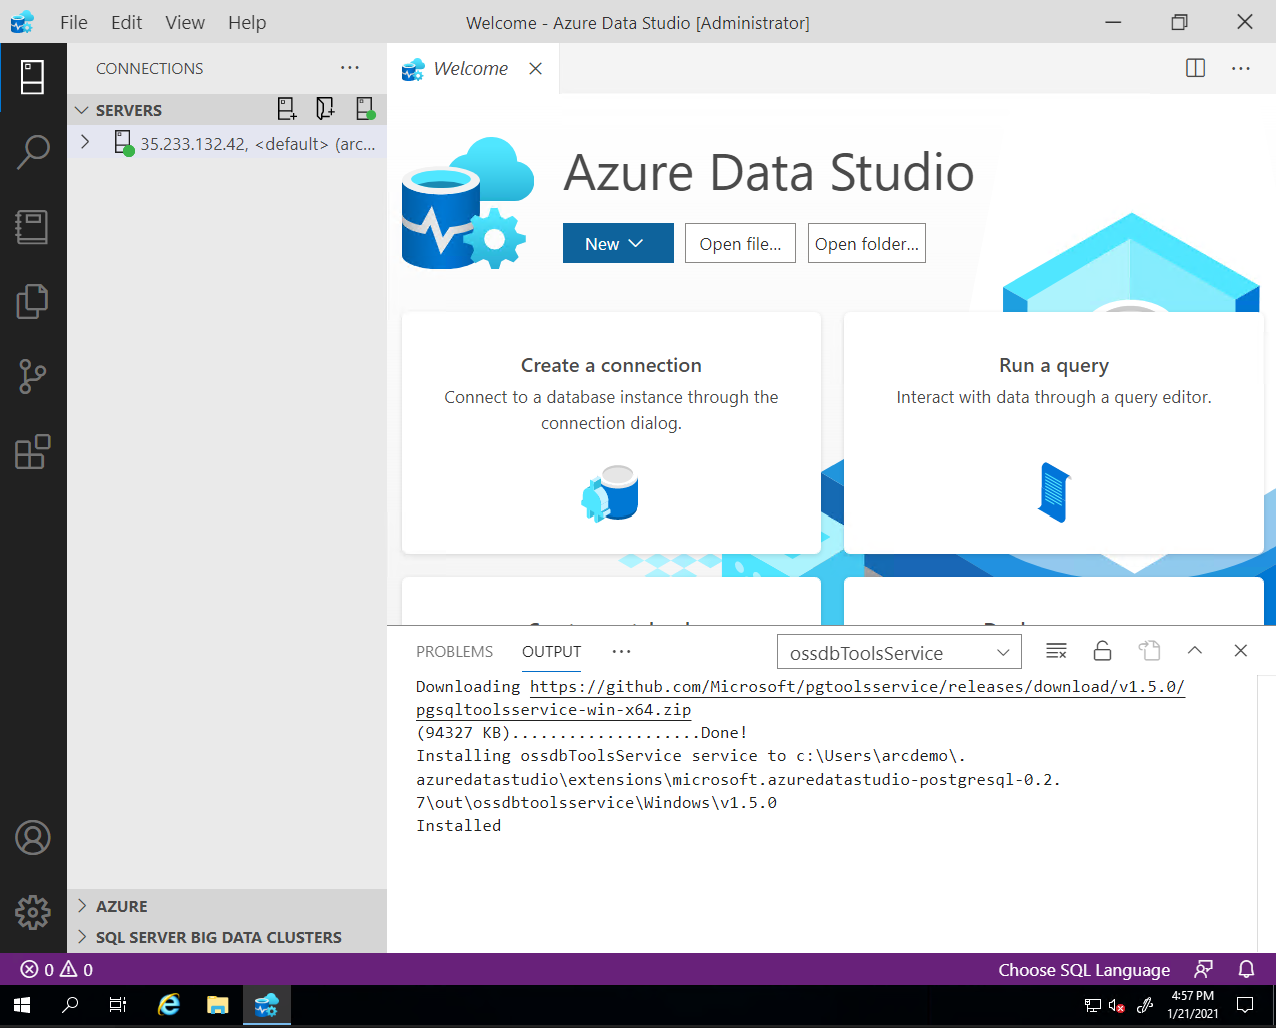 File Edit View Help
Welcome - Azure Data Studio [Administrator]
CONNECTIONS
SERVERS
35.233.132.42, <default> (arc...
Welcome
Azure Data Studio
New
Open file...
Open folder...
Create a connection
Connect to a database instance through the
connection dialog.
Run a query
Interact with data through a query editor.
PROBLEMS OUTPUT
ossdbToolsService
Downloading https://github.com/Microsoft/pgtoolsservice/releases/download/v1.5.0/
pgsqltoolsservice-win-x64.zip
(94327 KB)....................Done!
Installing ossdbToolsService service to c:\Users\arcdemo\.
azuredatastudio\extensions\microsoft.azuredatastudio-postgresql-0.2.
7\out\ossdbtoolsservice\Windows\v1.5.0
Installed
AZURE
SQL SERVER BIG DATA CLUSTERS
0 0
Choose SQL Language
4:57 PM
1/21/2021